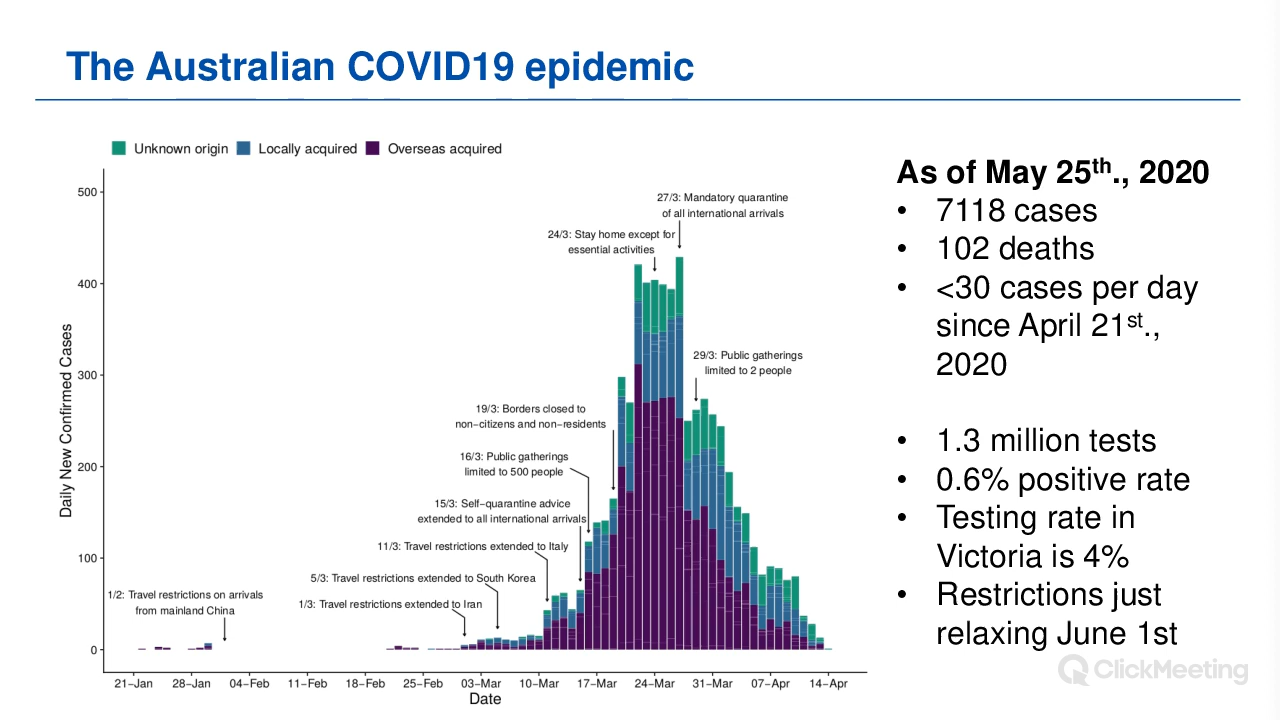 The Australian COVID19 epidemic
Unknown origin Locally acquired Overseas acquired
500
400
300
200
100
0
Daily New Confirmed Cases
27/3: Mandatory quarantine
of all international arrivals
24/3: Stay home except for
essential activities
29/3: Public gatherings
limited to 2 people
19/3: Borders closed to
non−citizens and non−residents
16/3: Public gatherings
limited to 500 people
15/3: Self−quarantine advice
extended to all international arrivals
11/3: Travel restrictions extended to Italy
5/3: Travel restrictions extended to South Korea
1/3: Travel restrictions extended to Iran
1/2: Travel restrictions on arrivals
from mainland China
21−Jan 28−Jan 04−Feb 11−Feb 18−Feb 25−Feb 03−Mar 10−Mar 17−Mar 24−Mar 31−Mar 07−Apr 14−Apr
Date
As of May 25th., 2020
• 7118 cases
• 102 deaths
• <30 cases per day
since April 21st.,
2020
• 1.3 million tests
• 0.6% positive rate
• Testing rate in
Victoria is 4%
• Restrictions just
relaxing June 1st
ClickMeeting